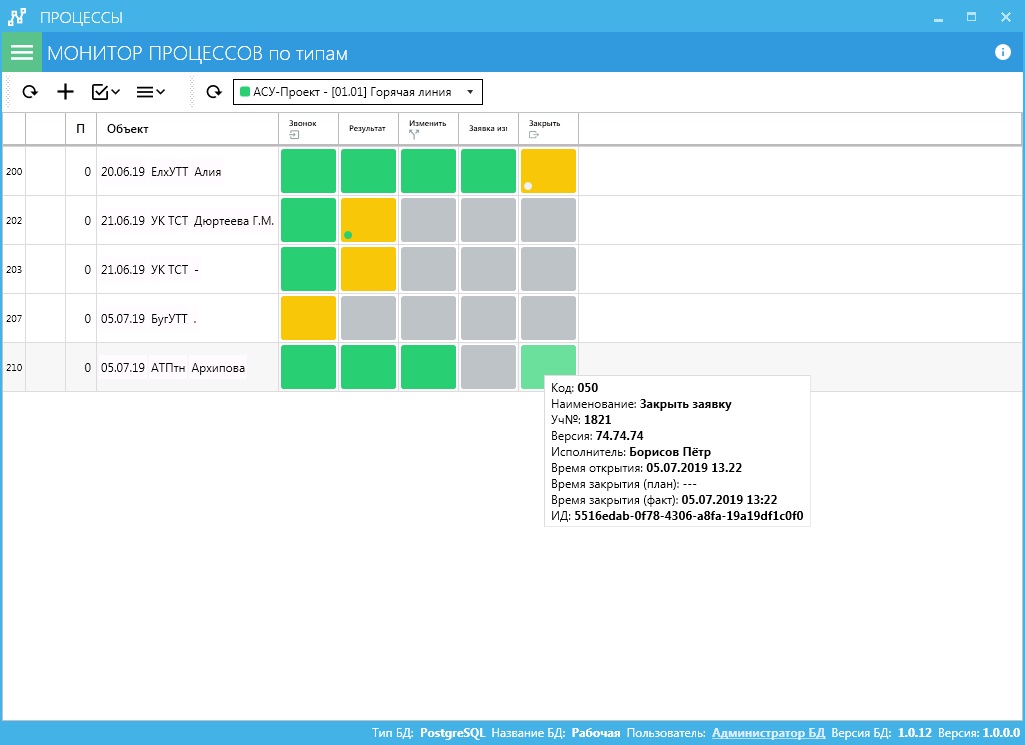 ПРОЦЕССЫ
МОНИТОР ПРОЦЕССОВ по типам
АСУ-Проект - [01.01] Горячая линия
П Объект Звонок Результат Изменить Заявка изм Закрыть
200 0 20.06.19 ЕлхУТТ Алия
202 0 21.06.19 УК ТСТ Дюртеева Г.М.
203 0 21.06.19 УК ТСТ -
207 0 05.07.19 БугУТТ .
210 0 05.07.19 АТПтн Архипова
Код: 050
Наименование: Закрыть заявку
Уч№: 1821
Версия: 74.74.74
Исполнитель: Борисов Пётр
Время открытия: 05.07.2019 13.22
Время закрытия (план): ---
Время закрытия (факт): 05.07.2019 13:22
ИД: 5516edab-0f78-4306-a8fa-19a19df1c0f0
Тип БД: PostgreSQL Название БД: Рабочая Пользователь: Администратор БД Версия БД: 1.0.12 Версия: 1.0.0.0